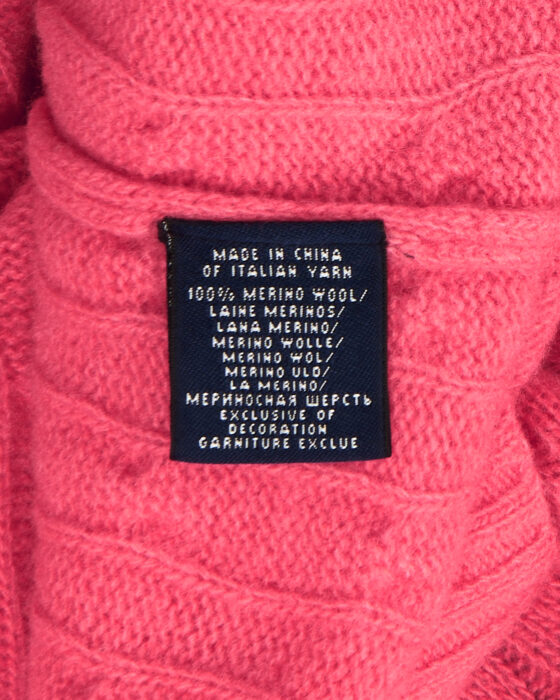 MADE IN CHINA
OF ITALIAN YARN
100% MERINO WOOL/
LAINE MERINOS/
LANA MERINO/
MERINO WOLLE/
MERINO WOL/
MERINO ULD/
LA MERINO/
МЕРИНОСНАЯ ШЕРСТЬ
EXCLUSIVE OF
DECORATION
GARNITURE EXCLUE